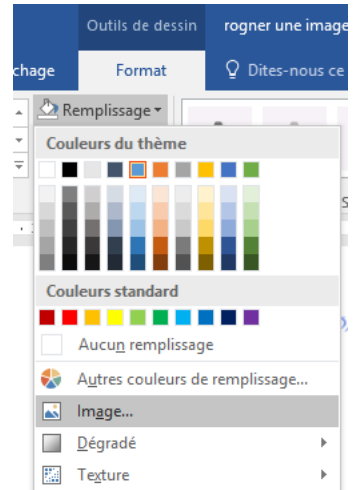 Outils de dessin rogner une image
chage Format Dites-nous ce
Remplissage
Couleurs du thème
Couleurs standard
Aucun remplissage
Autres couleurs de remplissage...
Image...
Dégradé
Texture